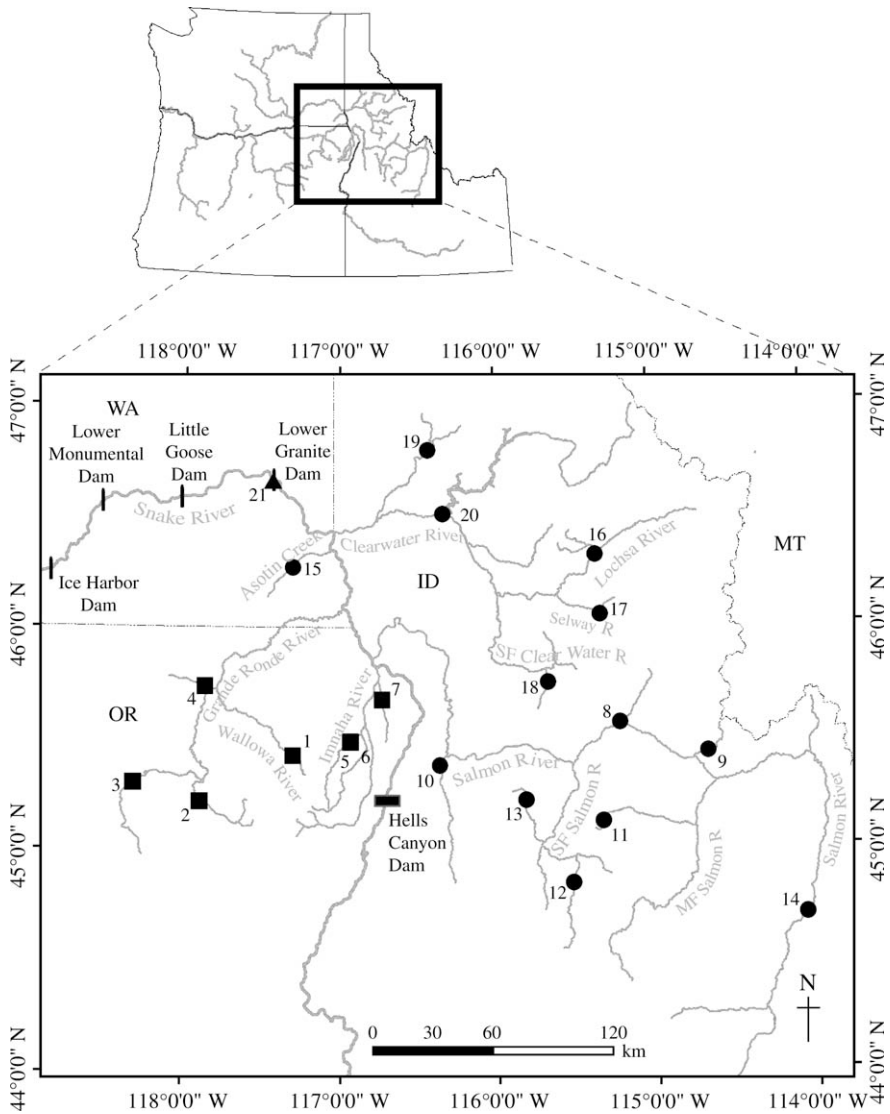 118°0'0" W
117°0'0" W
116°0'0" W
115°0'0" W
114°0'0" W
47°0'0" N
47°0'0" N
WA
Lower
Monumental
Dam
Little
Goose
Dam
Lower
Granite
Dam
21
19
20
16
MT
Snake River
Clearwater River
Lochsa River
Asotin Creek
15
ID
17
Ice Harbor
Dam
Selway R
46°0'0" N
46°0'0" N
SF Clear Water R
Grande Ronde River
18
4
7
8
OR
Imnaha River
Wallowa River
1
5
6
9
3
10
Salmon River
SF Salmon R
Salmon River
2
13
11
Hells
Canyon
Dam
45°0'0" N
45°0'0" N
MF Salmon R
12
14
N
0
30
60
120
km
44°0'0" N
44°0'0" N
118°0'0" W
117°0'0" W
116°0'0" W
115°0'0" W
114°0'0" W